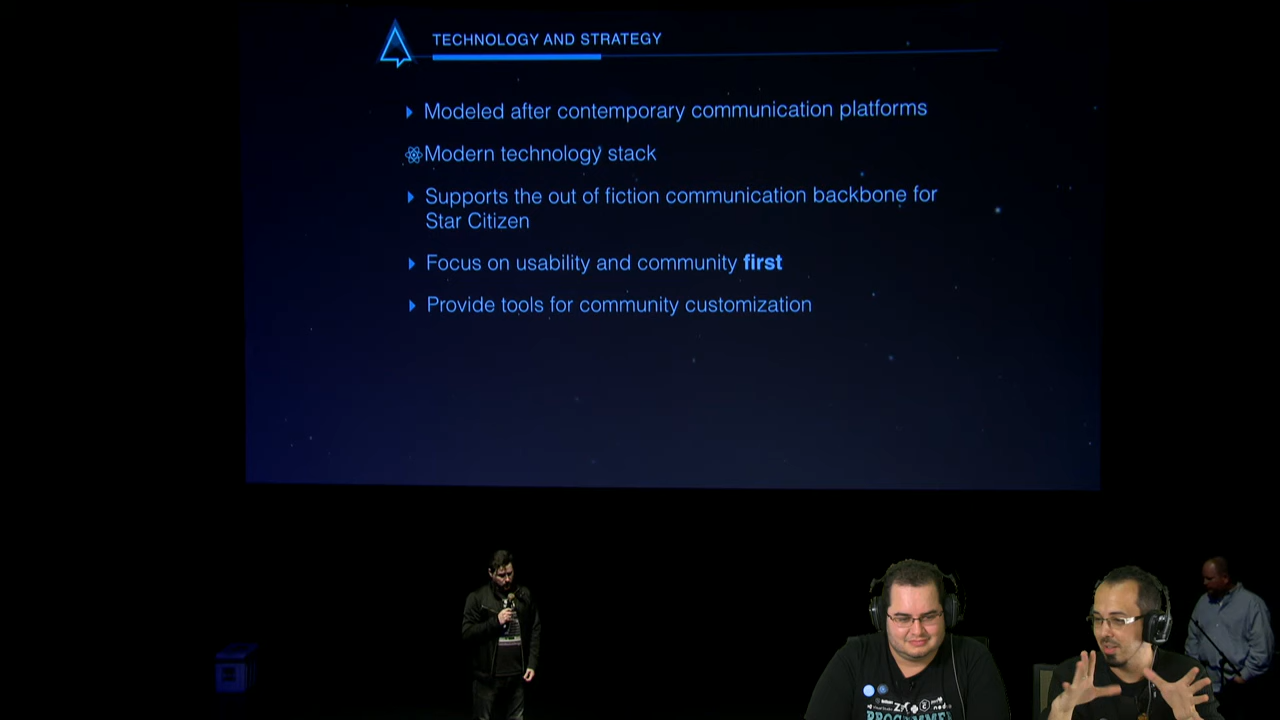 TECHNOLOGY AND STRATEGY
Modeled after contemporary communication platforms
Modern technology stack
Supports the out of fiction communication backbone for
Star Citizen
Focus on usability and community first
Provide tools for community customization